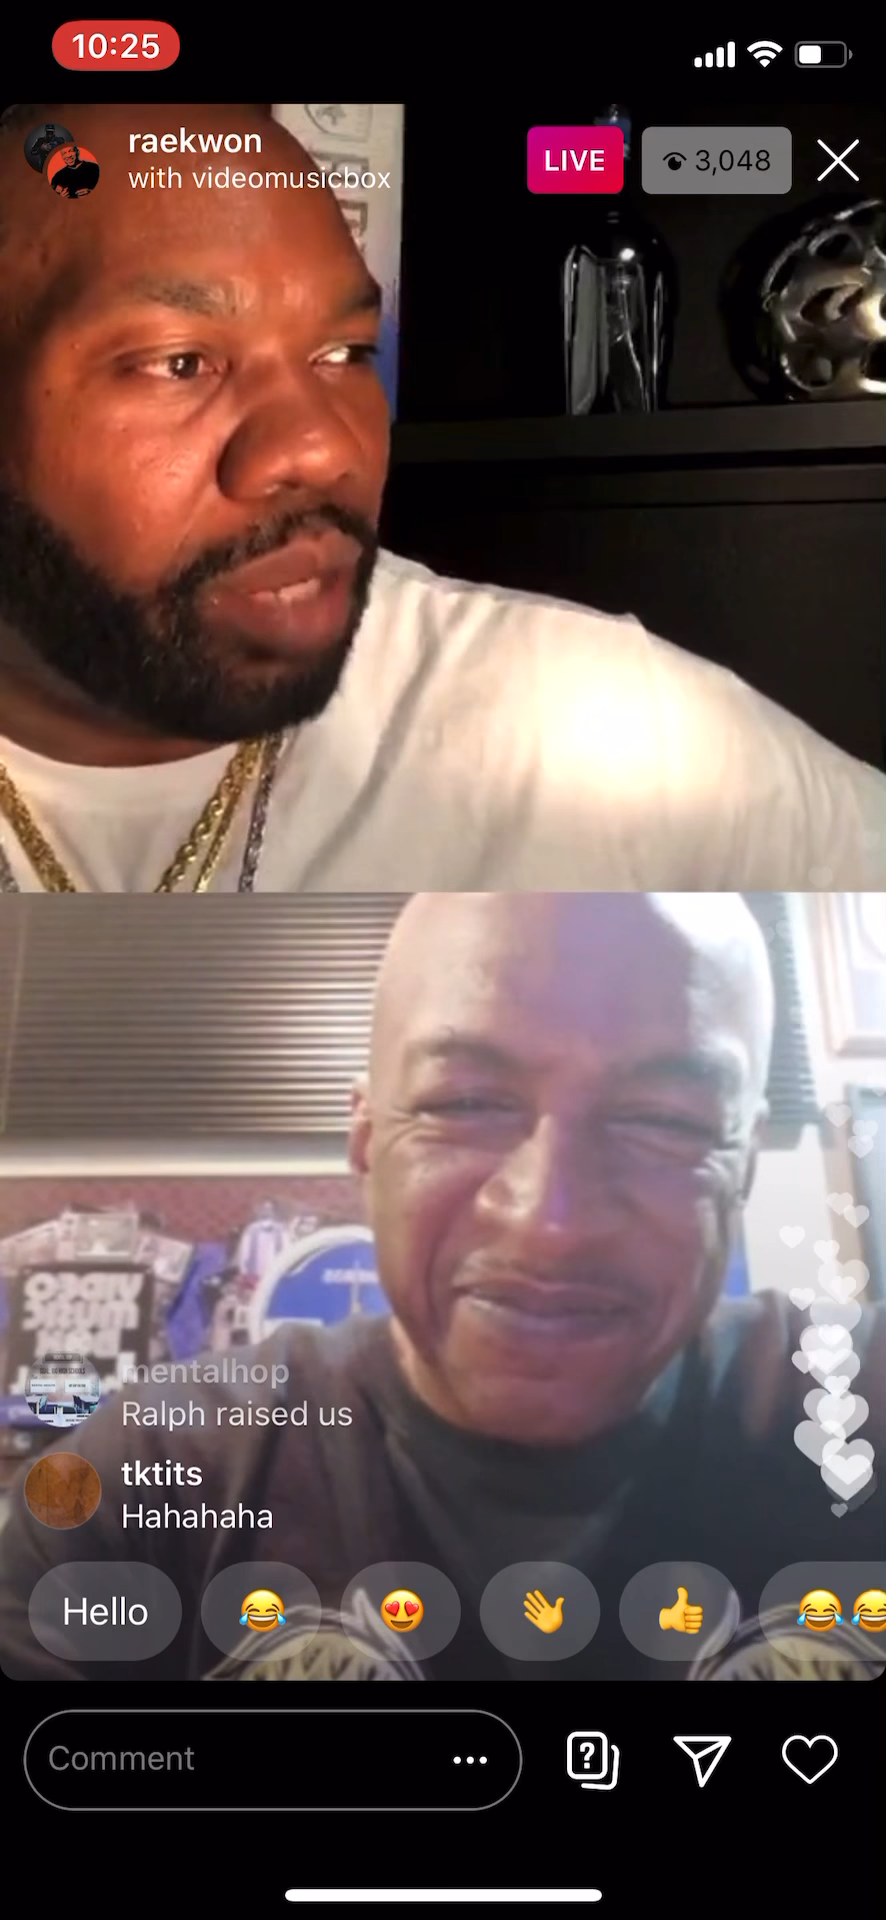 10:25
raekwon
with videomusicbox
LIVE
3,048
mentalhop
Ralph raised us
tktits
Hahahaha
Hello
Comment